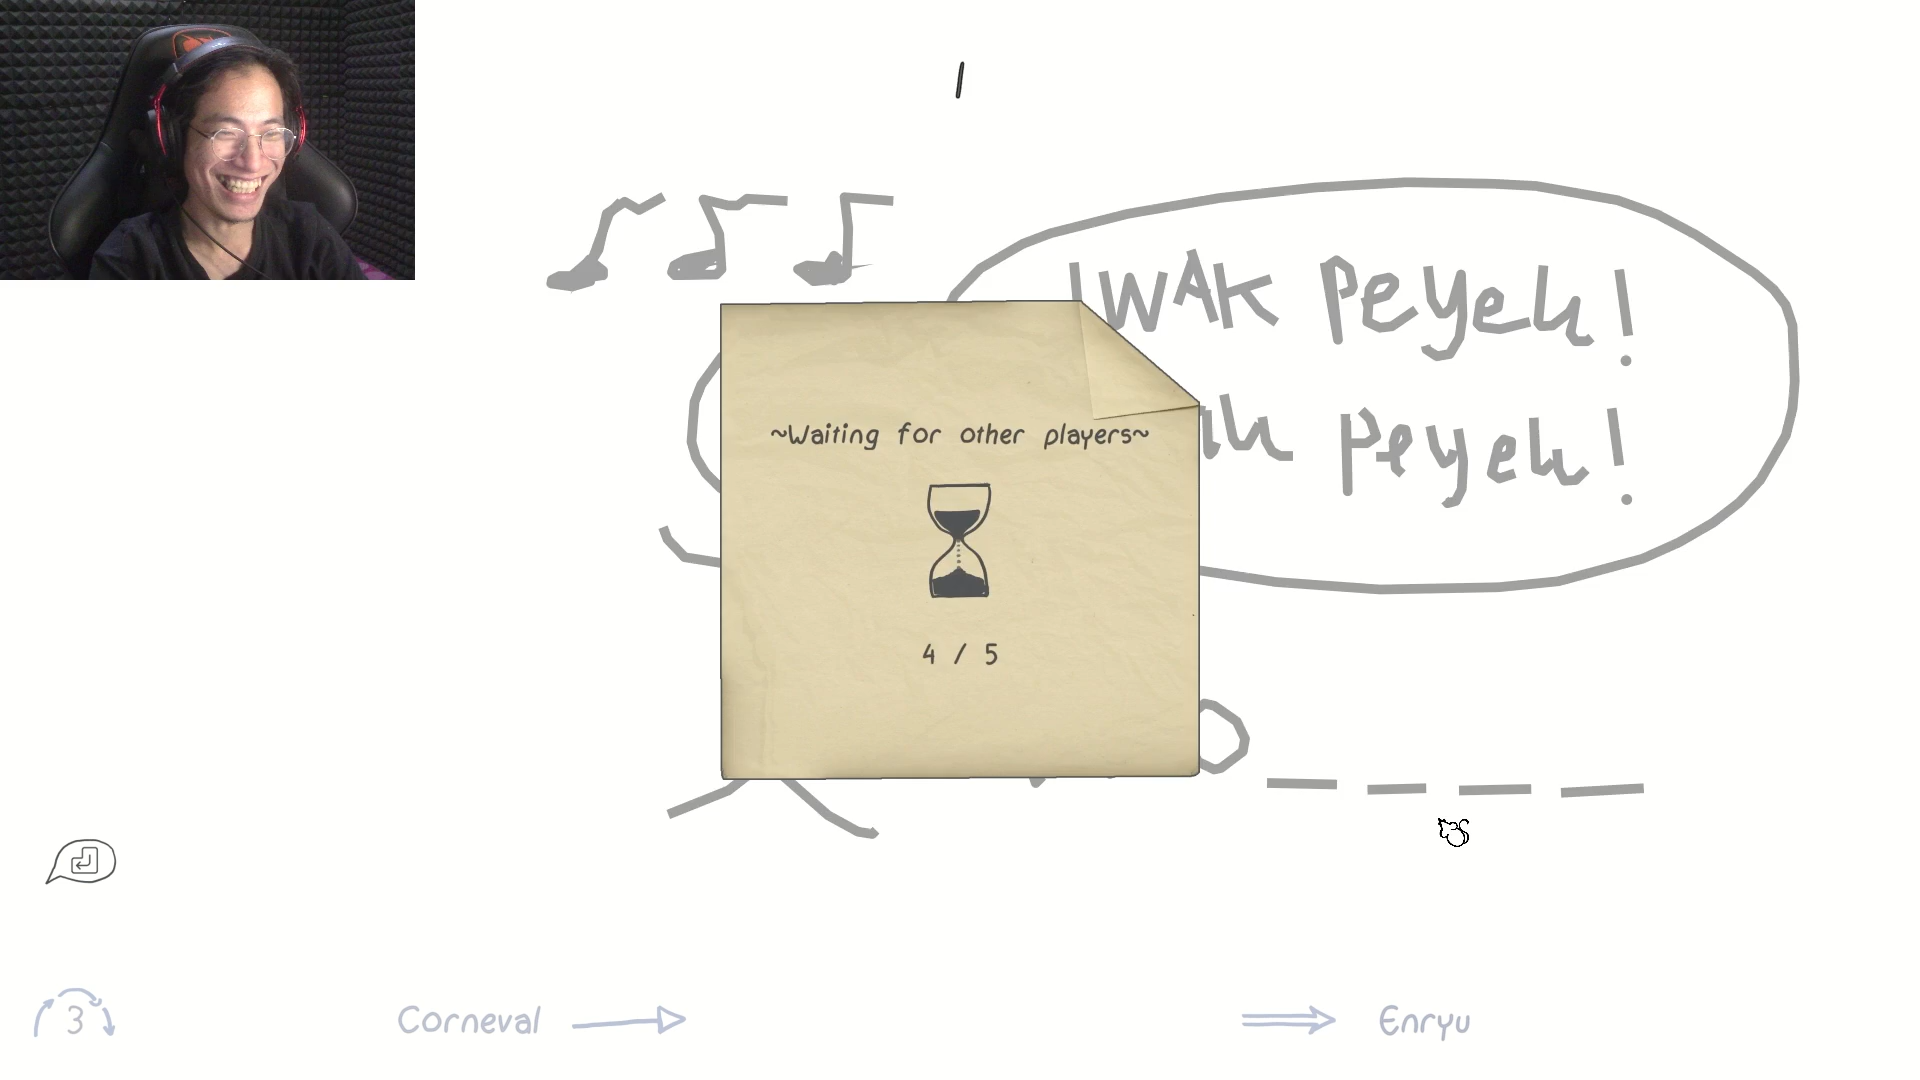 1
IWAK PeyeH!
PeyeH!
~Waiting for other players~
4 / 5
3
Corneval
Enryu